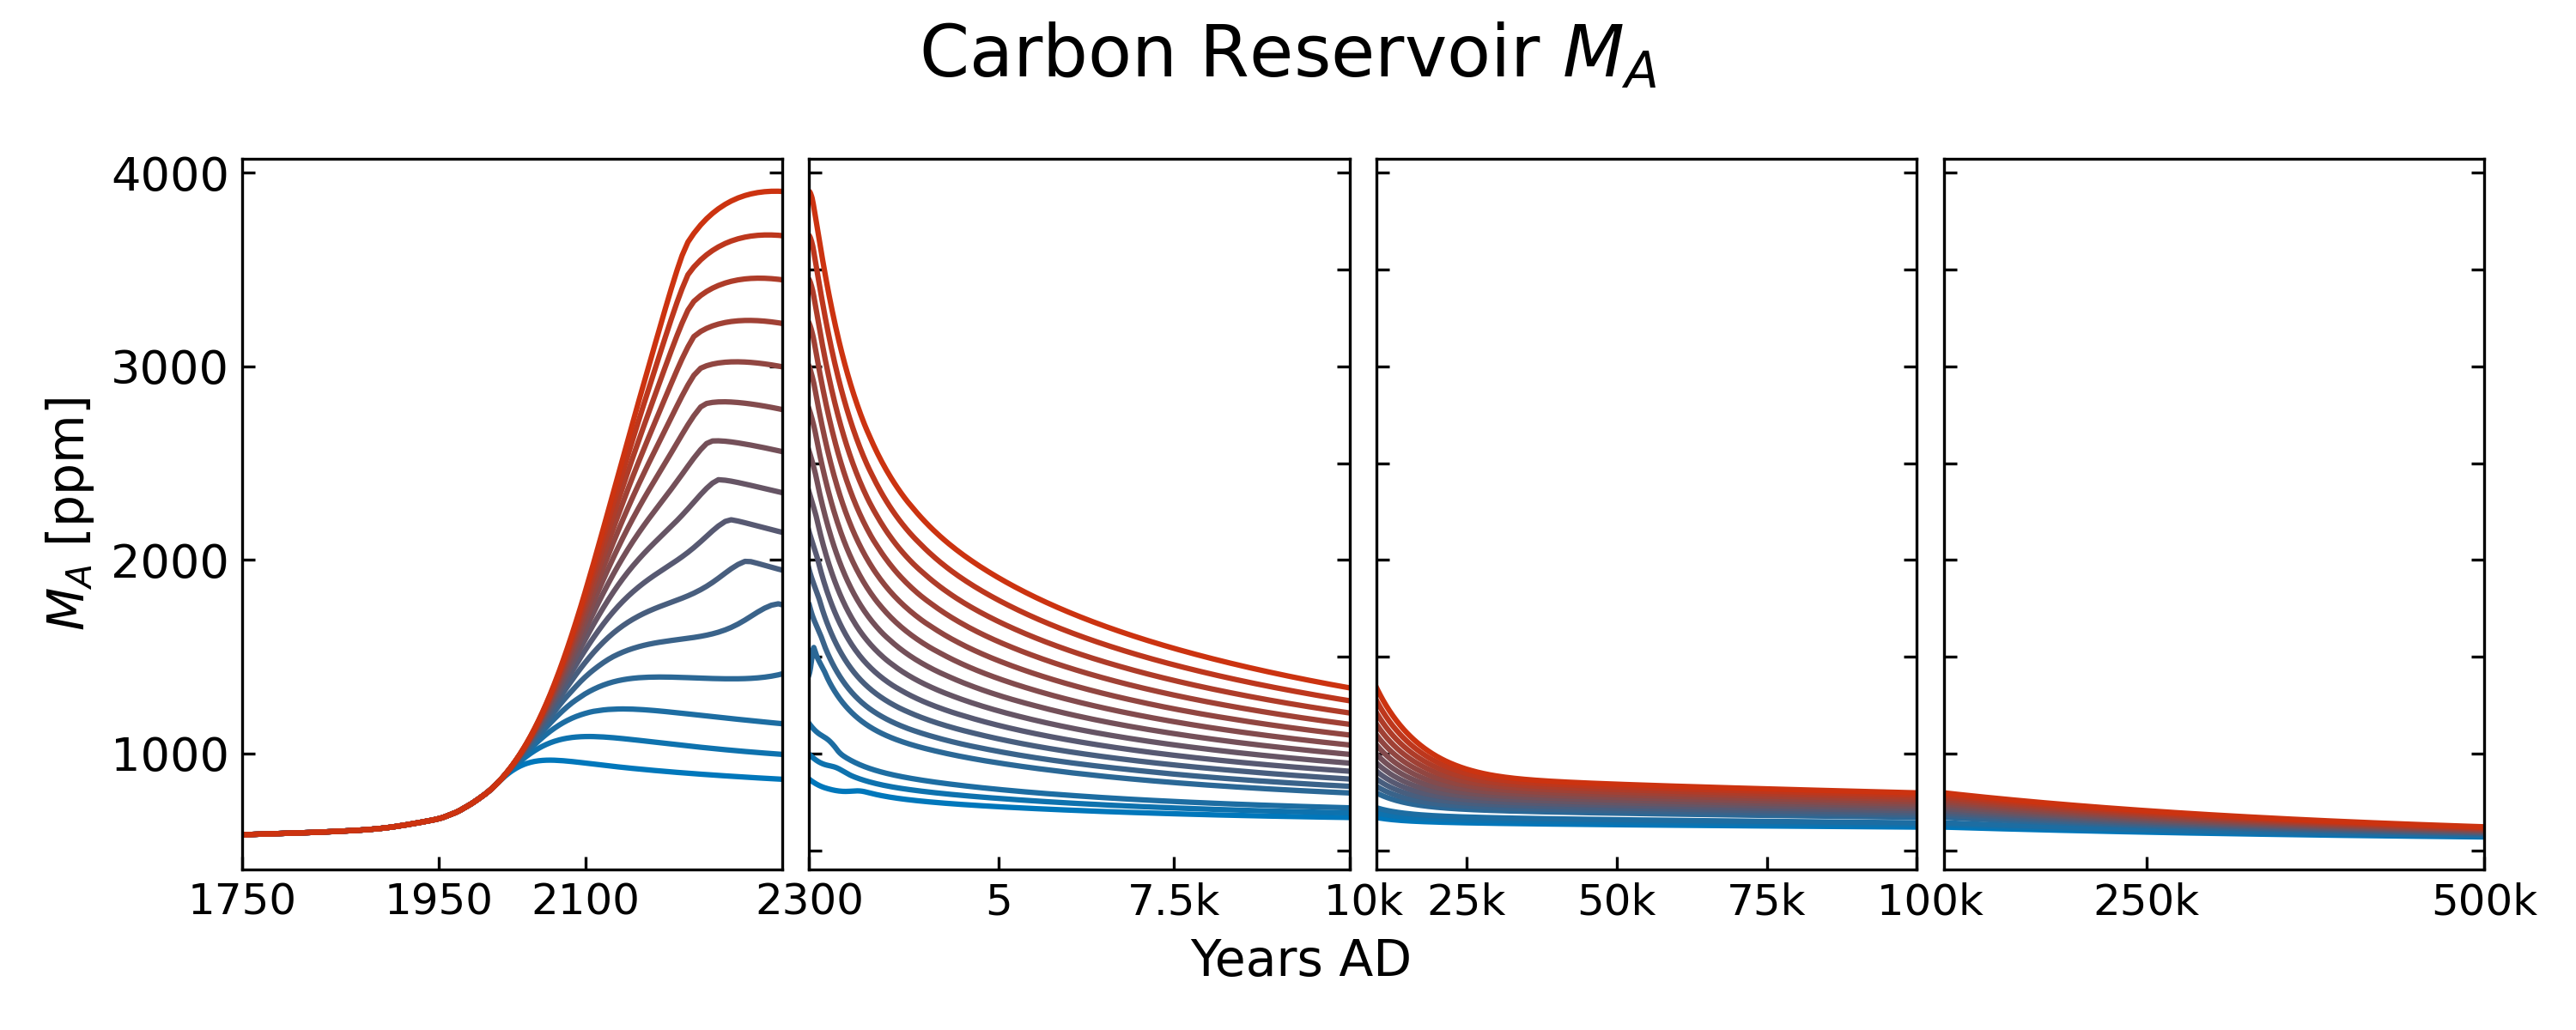 Carbon Reservoir M_A
4000
3000
2000
1000
M_A [ppm]
1750 1950 2100 2300 5 7.5k 10k 25k 50k 75k 100k 250k 500k
Years AD